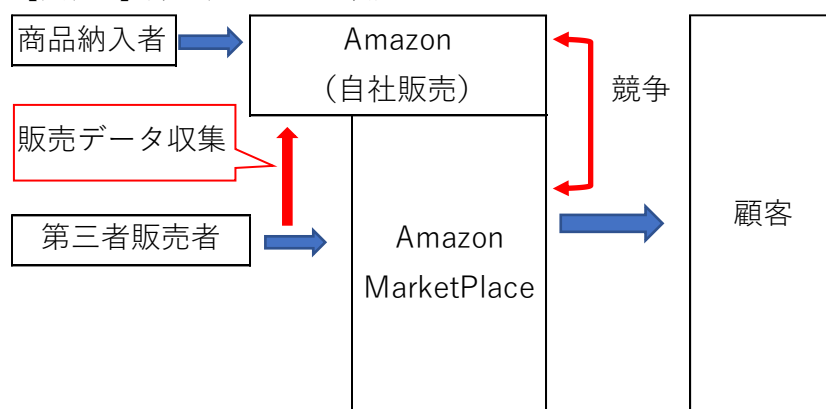 商品納入者
Amazon
（自社販売）
競争
販売データ収集
第三者販売者
Amazon
MarketPlace
顧客